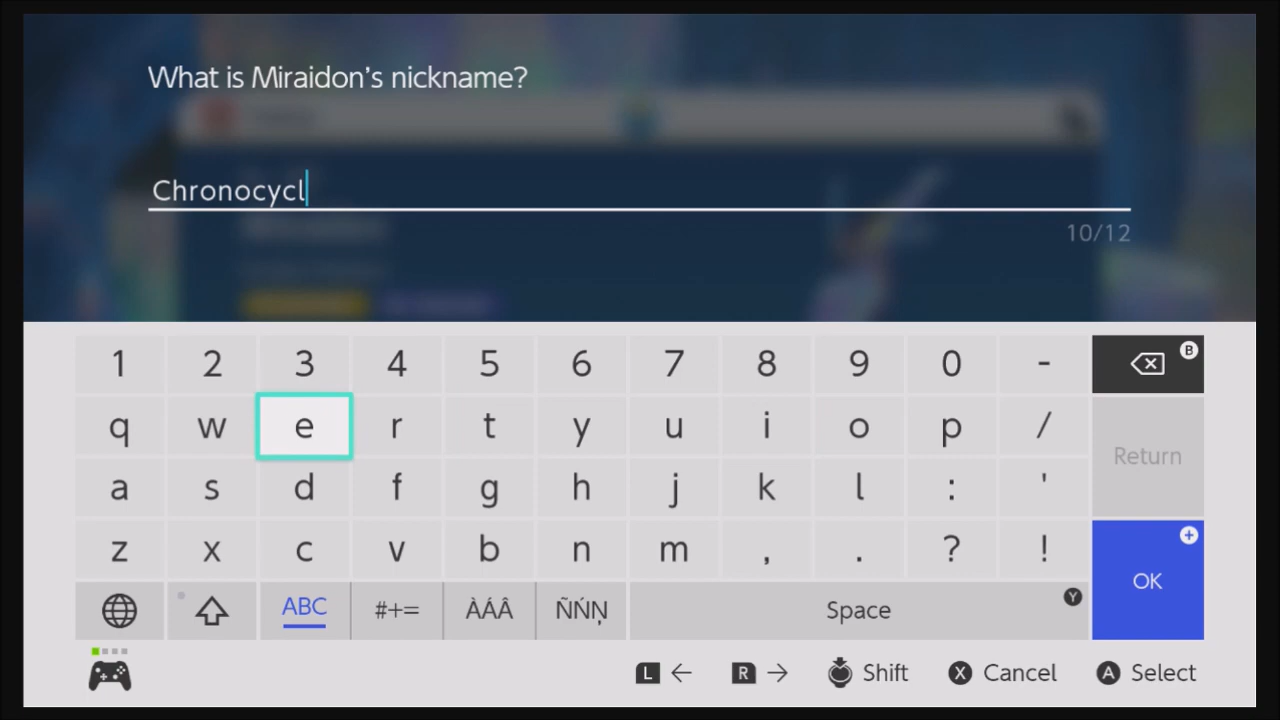 What is Miraidon's nickname?
Chronocycl
10/12
1 2 3 4 5 6 7 8 9 0 - B
q w e r t y u i o p / Return
a s d f g h j k l : '
z x c v b n m , . ? ! +
ABC #+= ÀÁÂ ÑŃŅ Space Y OK
L ← R → Shift X Cancel A Select